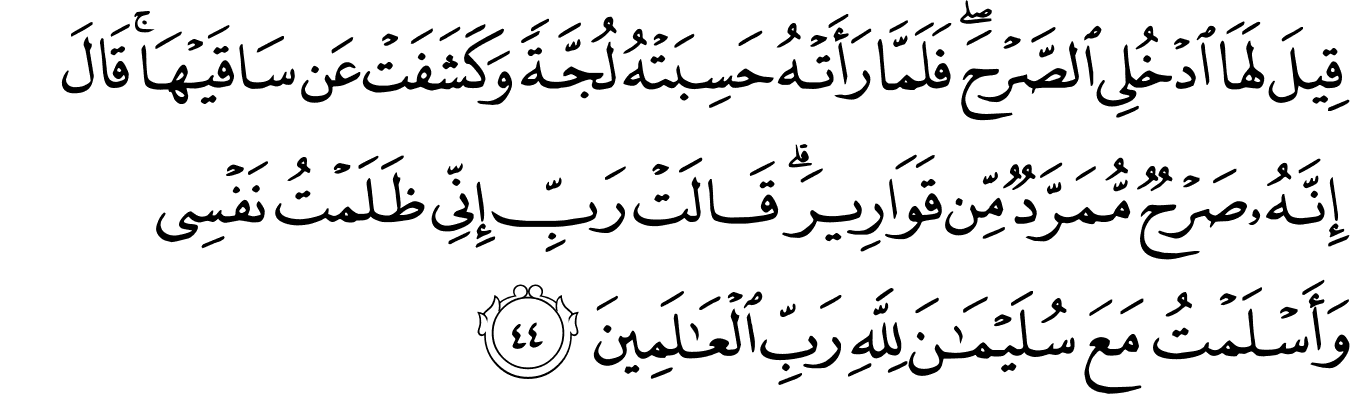 قِيلَ لَهَا ٱدۡخُلِي ٱلصَّرۡحَۖ فَلَمَّا رَأَتۡهُ حَسِبَتۡهُ لُجَّةٗ وَكَشَفَتۡ عَن سَاقَيۡهَاۚ قَالَ
إِنَّهُۥ صَرۡحٞ مُّمَرَّدٞ مِّن قَوَارِيرَۗ قَالَتۡ رَبِّ إِنِّي ظَلَمۡتُ نَفۡسِي
وَأَسۡلَمۡتُ مَعَ سُلَيۡمَٰنَ لِلَّهِ رَبِّ ٱلۡعَٰلَمِينَ ٤٤